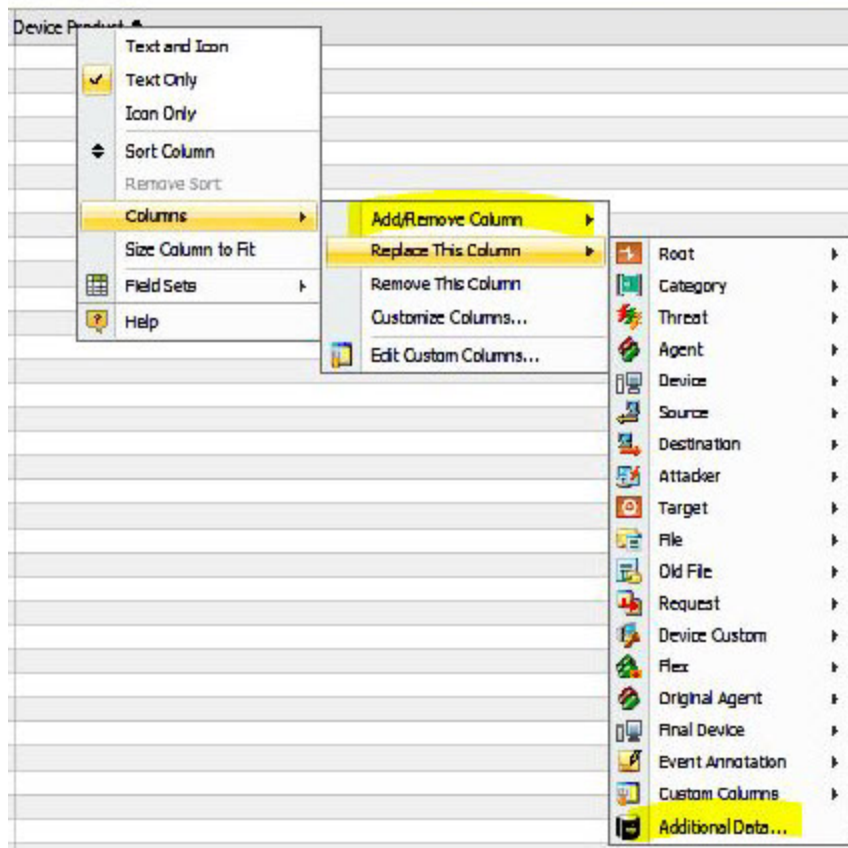 Device Product
Text and Icon
Text Only
Icon Only
Sort Column
Remove Sort
Columns
Size Column to Fit
Field Sets
Help
Add/Remove Column
Replace This Column
Remove This Column
Customize Columns...
Edit Custom Columns...
Root
Category
Threat
Agent
Device
Source
Destination
Attacker
Target
File
Old File
Request
Device Custom
Flex
Original Agent
Final Device
Event Annotation
Custom Columns
Additional Data...